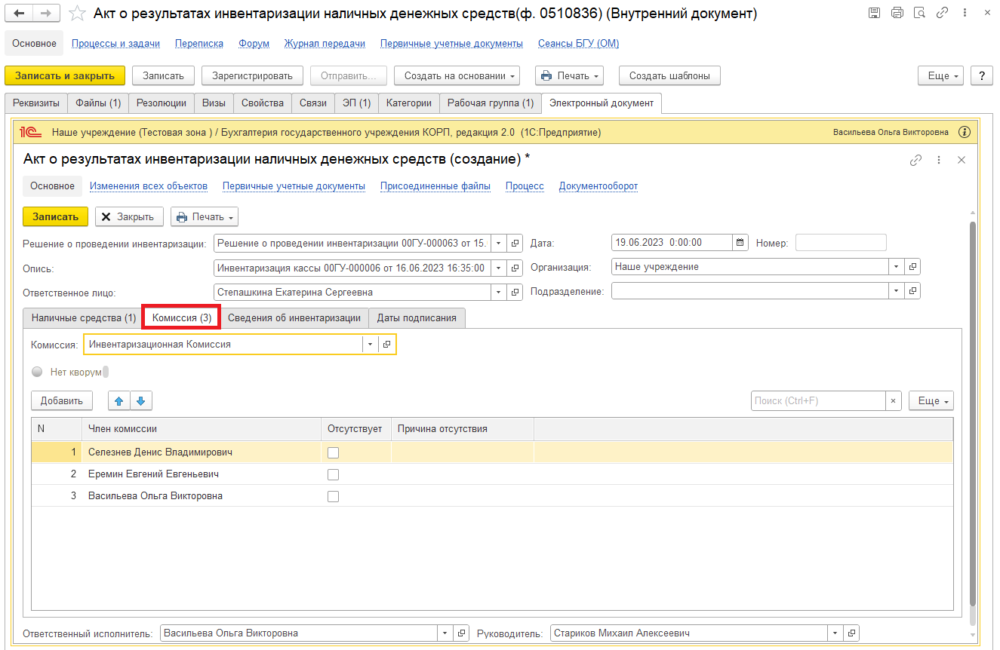 Акт о результатах инвентаризации наличных денежных средств(ф. 0510836) (Внутренний документ)
Основное Процессы и задачи Переписка Форум Журнал передачи Первичные учетные документы Сеансы БГУ (ОМ)
Записать и закрыть Записать Зарегистрировать Отправить... Создать на основании Печать Создать шаблоны Еще ?
Реквизиты Файлы (1) Резолюции Визы Свойства Связи ЭП (1) Категории Рабочая группа (1) Электронный документ
1С Наше учреждение (Тестовая зона ) / Бухгалтерия государственного учреждения КОРП, редакция 2.0 (1С:Предприятие) Васильева Ольга Викторовна
Акт о результатах инвентаризации наличных денежных средств (создание) *
Основное Изменения всех объектов Первичные учетные документы Присоединенные файлы Процесс Документооборот
Записать Закрыть Печать
Решение о проведении инвентаризации: Решение о проведении инвентаризации 00ГУ-000063 от 15. Дата: 19.06.2023 0:00:00 Номер:
Опись: Инвентаризация кассы 00ГУ-000006 от 16.06.2023 16:35:00 Организация: Наше учреждение
Ответственное лицо: Степашкина Екатерина Сергеевна Подразделение:
Наличные средства (1) Комиссия (3) Сведения об инвентаризации Даты подписания
Комиссия: Инвентаризационная Комиссия
Нет кворум
Добавить Поиск (Ctrl+F) × Еще
N Член комиссии Отсутствует Причина отсутствия
1 Селезнев Денис Владимирович
2 Еремин Евгений Евгеньевич
3 Васильева Ольга Викторовна
Ответственный исполнитель: Васильева Ольга Викторовна Руководитель: Стариков Михаил Алексеевич